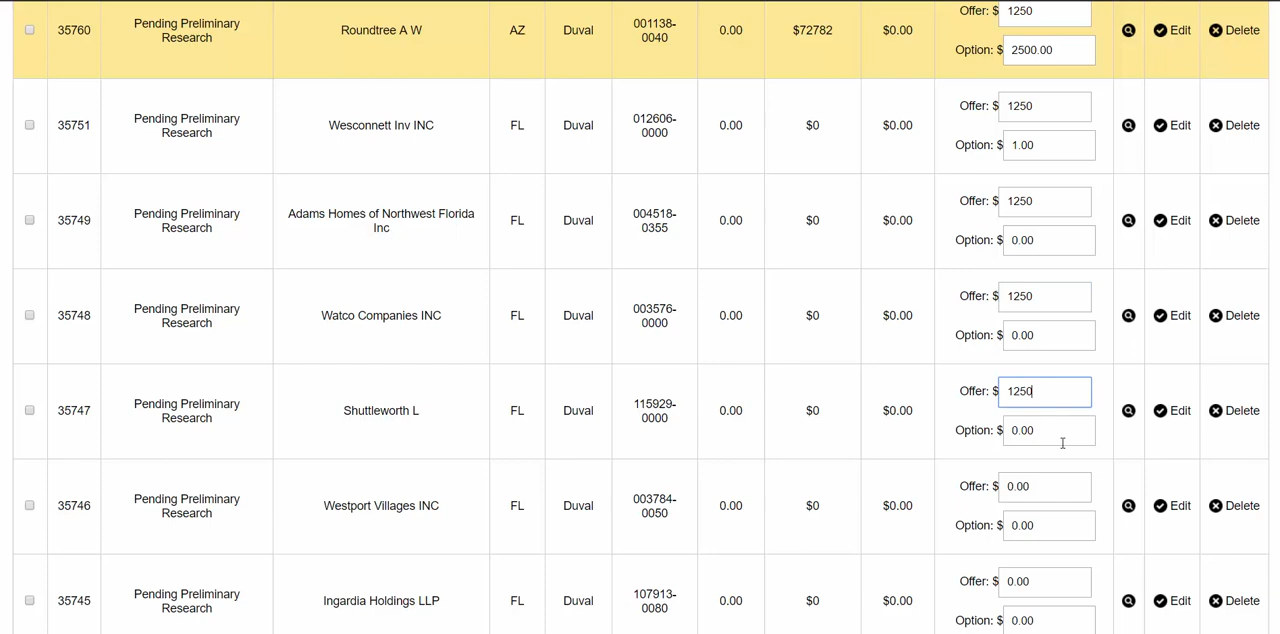 35760 Pending Preliminary Research Roundtree A W AZ Duval 001138-0040 0.00 $72782 $0.00 Offer: $ 1250 Option: $ 2500.00 Edit Delete
35751 Pending Preliminary Research Wesconnett Inv INC FL Duval 012606-0000 0.00 $0 $0.00 Offer: $ 1250 Option: $ 1.00 Edit Delete
35749 Pending Preliminary Research Adams Homes of Northwest Florida Inc FL Duval 004518-0355 0.00 $0 $0.00 Offer: $ 1250 Option: $ 0.00 Edit Delete
35748 Pending Preliminary Research Watco Companies INC FL Duval 003576-0000 0.00 $0 $0.00 Offer: $ 1250 Option: $ 0.00 Edit Delete
35747 Pending Preliminary Research Shuttleworth L FL Duval 115929-0000 0.00 $0 $0.00 Offer: $ 1250 Option: $ 0.00 Edit Delete
35746 Pending Preliminary Research Westport Villages INC FL Duval 003784-0050 0.00 $0 $0.00 Offer: $ 0.00 Option: $ 0.00 Edit Delete
35745 Pending Preliminary Research Ingardia Holdings LLP FL Duval 107913-0080 0.00 $0 $0.00 Offer: $ 0.00 Option: $ 0.00 Edit Delete